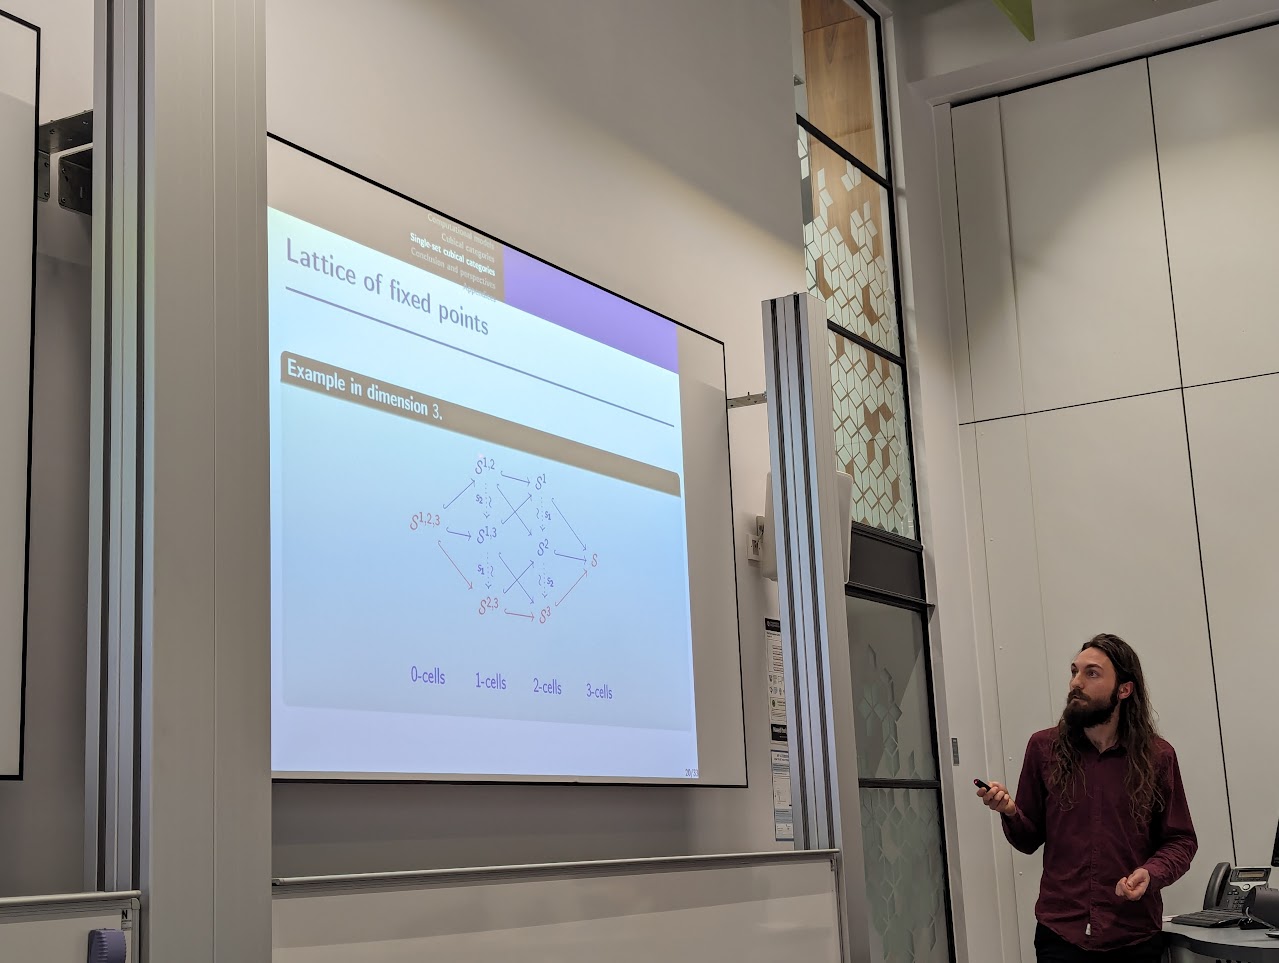 Computational models
Cubical categories
Single-set cubical categories
Conclusion and perspectives
Appendices
Lattice of fixed points
Example in dimension 3.
S^{1,2} S^1
s_2 s_1
S^{1,2,3} S^{1,3} S^2 S
s_1 s_2
S^{2,3} S^3
0-cells 1-cells 2-cells 3-cells
N